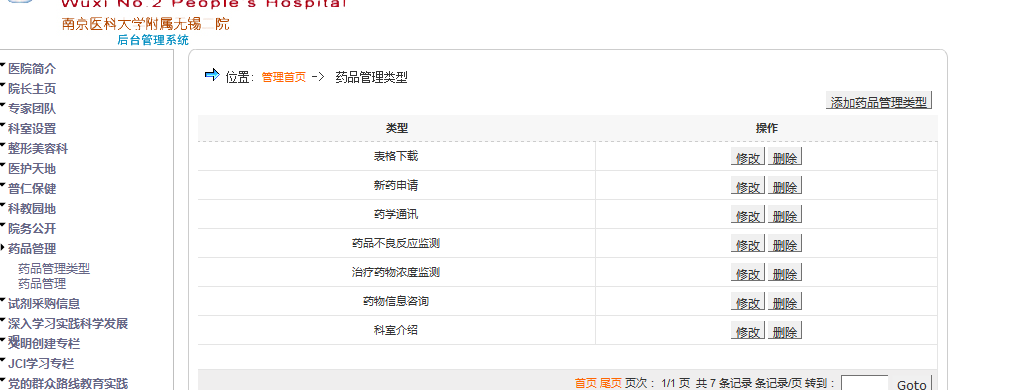 Wuxi No.2 People's Hospital
南京医科大学附属无锡二院
后台管理系统
医院简介
院长主页
专家团队
科室设置
整形美容科
医护天地
普仁保健
科教园地
院务公开
药品管理
药品管理类型
药品管理
试剂采购信息
深入学习实践科学发展观
文明创建专栏
JCI学习专栏
党的群众路线教育实践
位置: 管理首页 -> 药品管理类型
添加药品管理类型
类型 操作
表格下载 修改 删除
新药申请 修改 删除
药学通讯 修改 删除
药品不良反应监测 修改 删除
治疗药物浓度监测 修改 删除
药物信息咨询 修改 删除
科室介绍 修改 删除
首页 尾页 页次: 1/1 页 共 7 条记录 条记录/页 转到: Goto